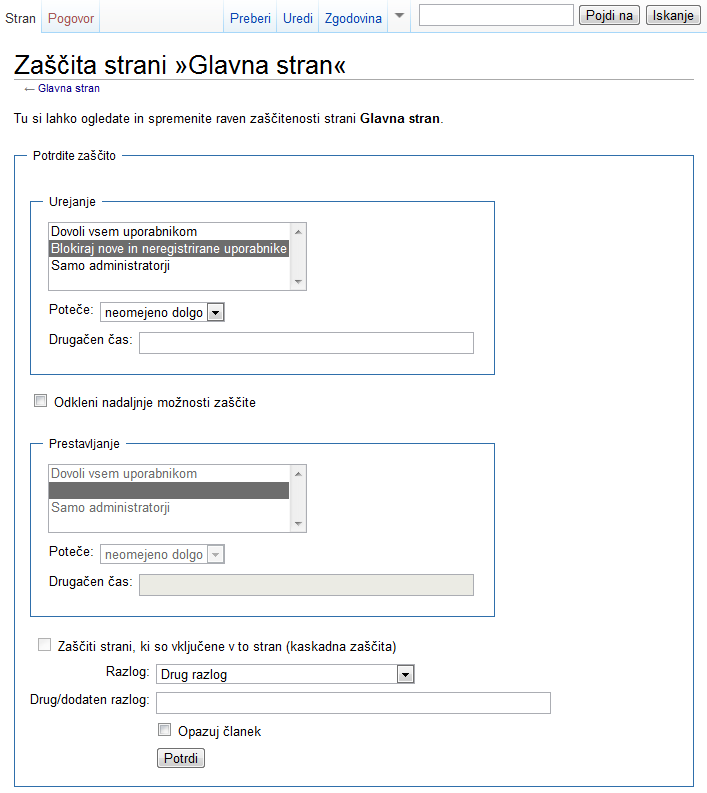 Stran Pogovor Preberi Uredi Zgodovina Pojdi na Iskanje
Zaščita strani »Glavna stran«
← Glavna stran
Tu si lahko ogledate in spremenite raven zaščitenosti strani Glavna stran.
Potrdite zaščito
Urejanje
Dovoli vsem uporabnikom
Blokiraj nove in neregistrirane uporabnike
Samo administratorji
Poteče: neomejeno dolgo
Drugačen čas:
Odkleni nadaljnje možnosti zaščite
Prestavljanje
Dovoli vsem uporabnikom
Samo administratorji
Poteče: neomejeno dolgo
Drugačen čas:
Zaščiti strani, ki so vključene v to stran (kaskadna zaščita)
Razlog: Drug razlog
Drug/dodaten razlog:
Opazuj članek
Potrdi